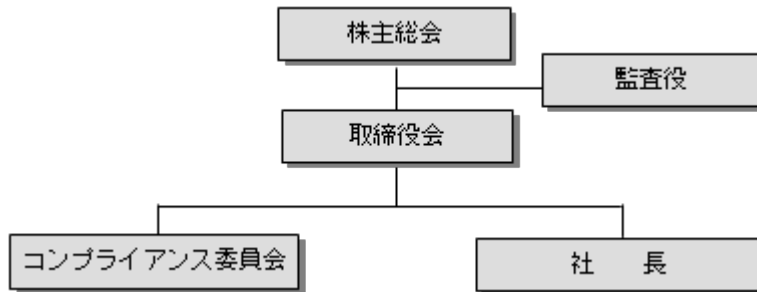 株主総会
監査役
取締役会
コンプライアンス委員会
社　長